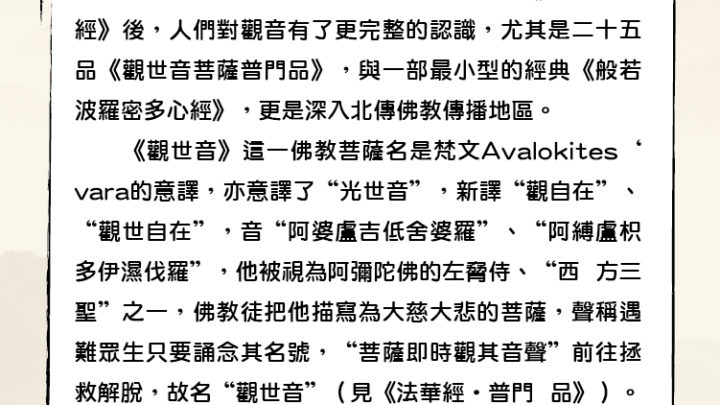 經》後，人們對觀音有了更完整的認識，尤其是二十五
品《觀世音菩薩普門品》，與一部最小型的經典《般若
波羅密多心經》，更是深入北傳佛教傳播地區。
《觀世音》這一佛教菩薩名是梵文Avalokites‘
vara的意譯，亦意譯了“光世音”，新譯“觀自在”、
“觀世自在”，音“阿婆盧吉低舍婆羅”、“阿縛盧枳
多伊濕伐羅”，他被視為阿彌陀佛的左脅侍、“西 方三
聖”之一，佛教徒把他描寫為大慈大悲的菩薩，聲稱遇
難眾生只要誦念其名號，“菩薩即時觀其音聲”前往拯
救解脫，故名“觀世音”（見《法華經·普門 品》）。